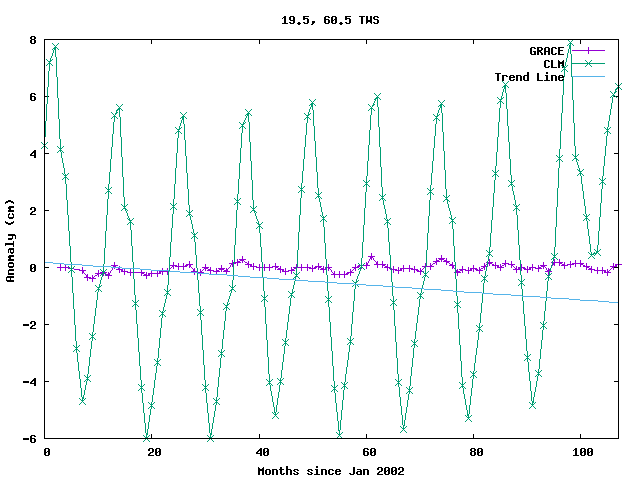 19.5, 60.5 TWS
GRACE
CLM
Trend Line
8
6
4
2
0
-2
-4
-6
Anomaly (cm)
0 20 40 60 80 100
Months since Jan 2002